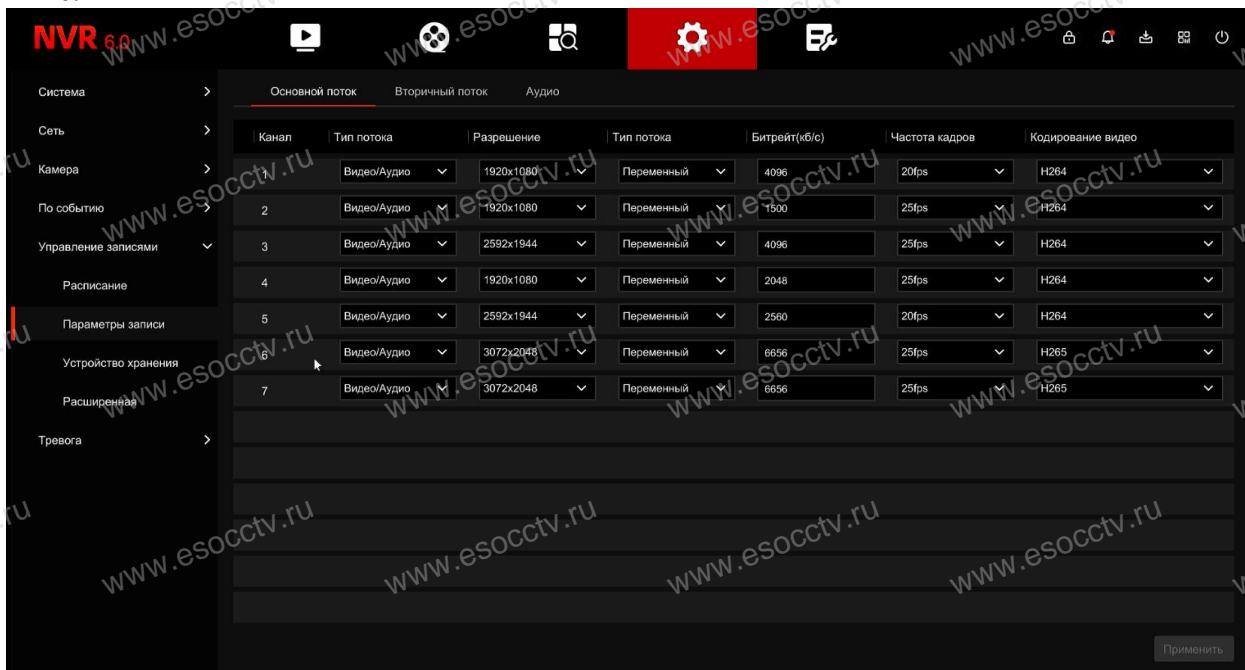 NVR 6.0
Система
Сеть
Камера
По событию
Управление записями
Расписание
Параметры записи
Устройство хранения
Расширенная
Тревога
Основной поток Вторичный поток Аудио
Канал Тип потока Разрешение Тип потока Битрейт(кб/с) Частота кадров Кодирование видео
1 Видео/Аудио 1920x1080 Переменный 4096 20fps H264
2 Видео/Аудио 1920x1080 Переменный 1500 25fps H264
3 Видео/Аудио 2592x1944 Переменный 4096 25fps H264
4 Видео/Аудио 1920x1080 Переменный 2048 25fps H264
5 Видео/Аудио 2592x1944 Переменный 2560 20fps H264
6 Видео/Аудио 3072x2048 Переменный 6656 25fps H265
7 Видео/Аудио 3072x2048 Переменный 6656 25fps H265
Применить
www.esocctv.ru